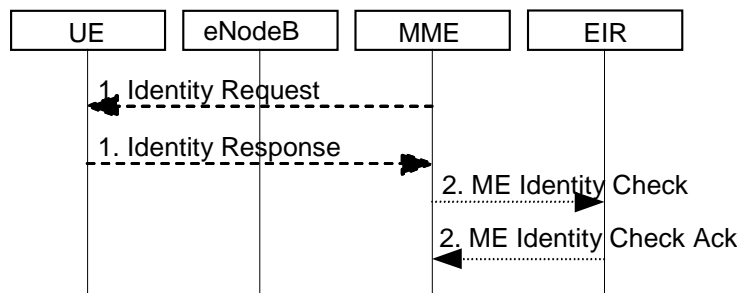 UE eNodeB MME EIR
1. Identity Request
1. Identity Response
2. ME Identity Check
2. ME Identity Check Ack